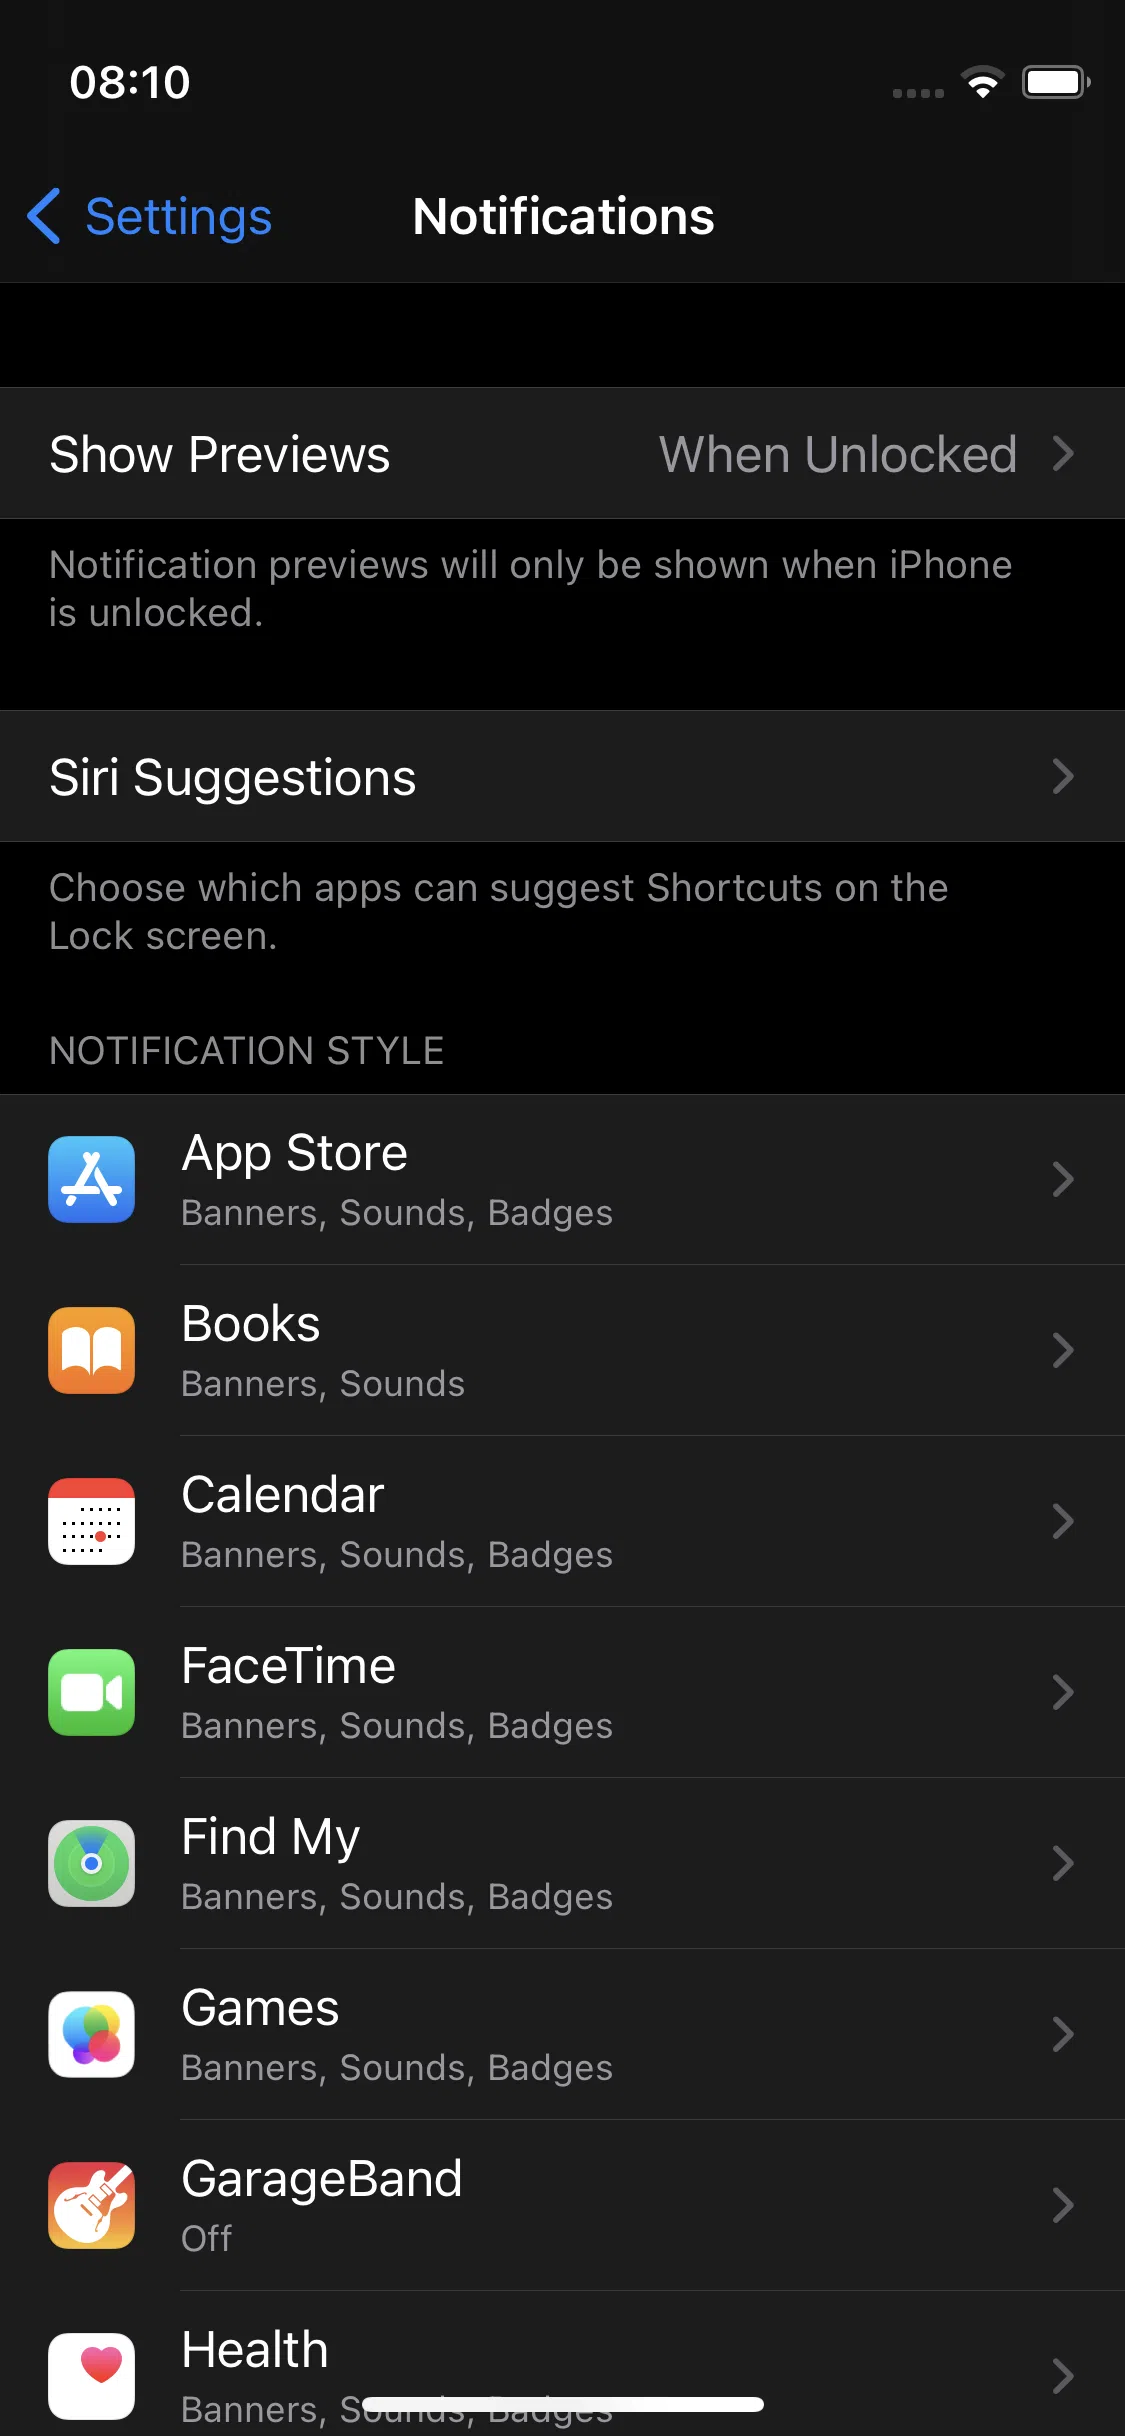 08:10
Settings
Notifications
Show Previews
When Unlocked
Notification previews will only be shown when iPhone
is unlocked.
Siri Suggestions
Choose which apps can suggest Shortcuts on the
Lock screen.
NOTIFICATION STYLE
App Store
Banners, Sounds, Badges
Books
Banners, Sounds
Calendar
Banners, Sounds, Badges
FaceTime
Banners, Sounds, Badges
Find My
Banners, Sounds, Badges
Games
Banners, Sounds, Badges
GarageBand
Off
Health
Banners, Sounds, Badges